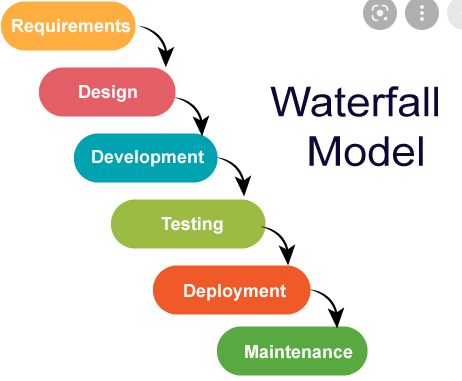 Requirements
Design
Development
Testing
Deployment
Maintenance
Waterfall
Model